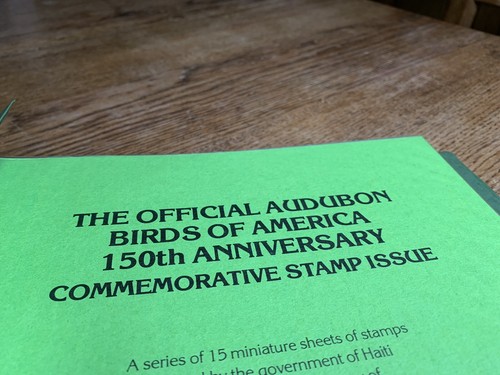 THE OFFICIAL AUDUBON
BIRDS OF AMERICA
150th ANNIVERSARY
COMMEMORATIVE STAMP ISSUE
A series of 15 miniature sheets of stamps
by the government of Haiti
of